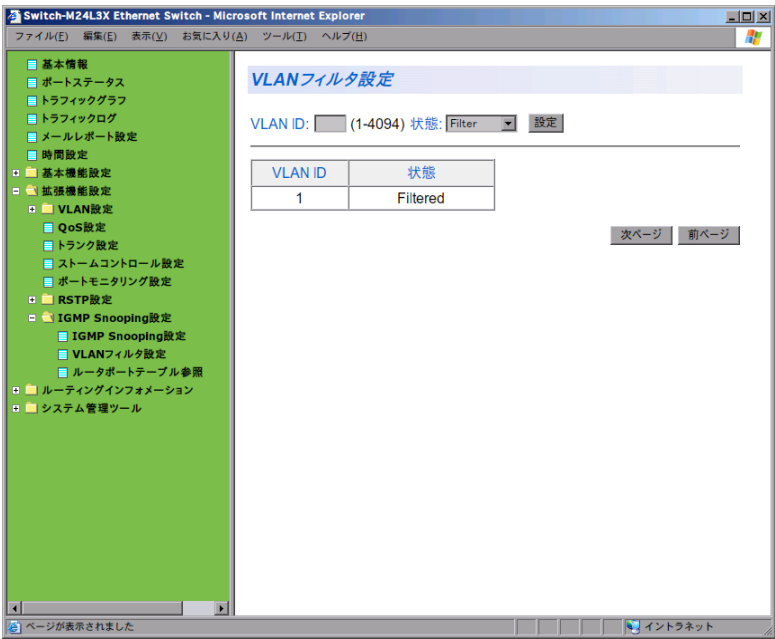 Switch-M24L3X Ethernet Switch - Microsoft Internet Explorer
ファイル(F) 編集(E) 表示(V) お気に入り(A) ツール(T) ヘルプ(H)
基本情報
ポートステータス
トラフィックグラフ
トラフィックログ
メールレポート設定
時間設定
基本機能設定
拡張機能設定
VLAN設定
QoS設定
トランク設定
ストームコントロール設定
ポートモニタリング設定
RSTP設定
IGMP Snooping設定
IGMP Snooping設定
VLANフィルタ設定
ルータポートテーブル参照
ルーティングインフォメーション
システム管理ツール
VLANフィルタ設定
VLAN ID: (1-4094) 状態: Filter 設定
VLAN ID 状態
1 Filtered
次ページ 前ページ
ページが表示されました イントラネット